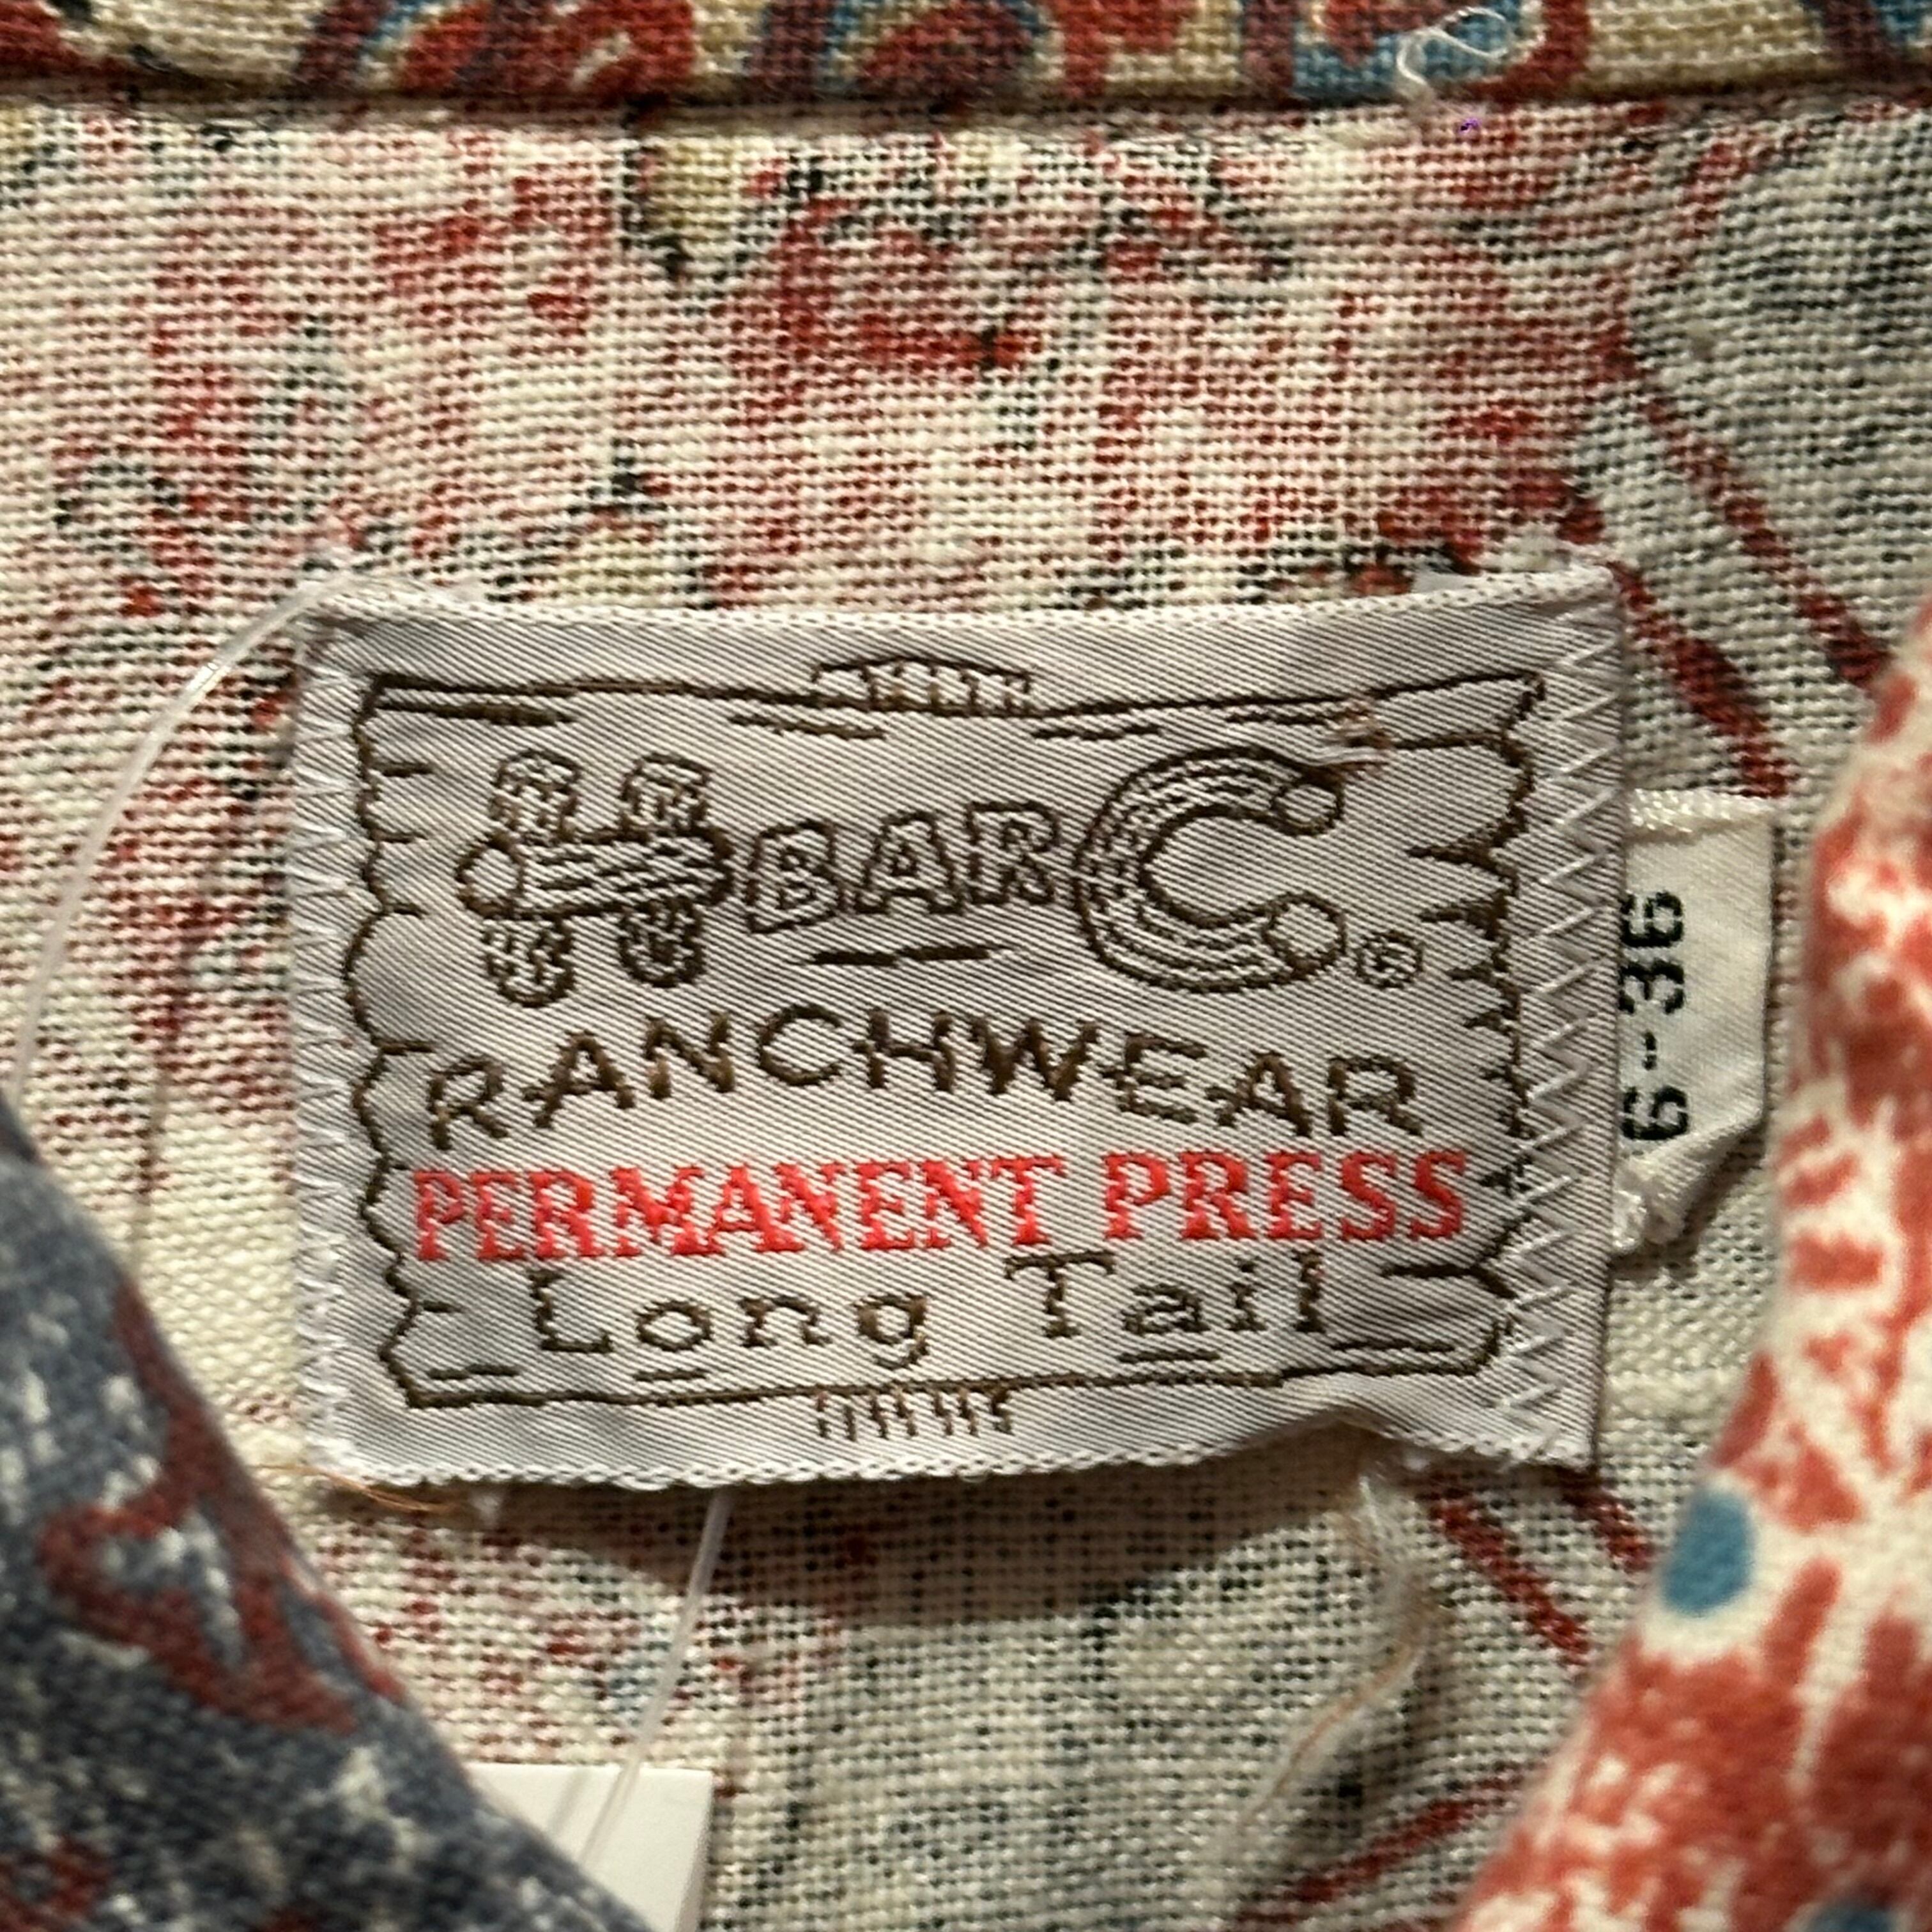 H BAR C®
RANCHWEAR
PERMANENT PRESS
Long Tail
6-36